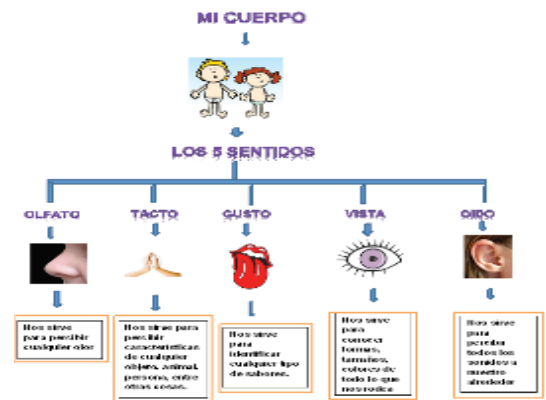 MI CUERPO
LOS 5 SENTIDOS
OLFATO
TACTO
GUSTO
VISTA
OIDO
Nos sirve
para percibir
cualquier olor
Nos sirve para
percibir
características
de cualquier
objeto, animal,
persona, entre
otras cosas.
Nos sirve
para
identificar
cualquier tipo
de sabores.
Nos sirve
para
conocer
formas,
tamaños,
colores de
todo lo que
nos rodea
Nos sirve
para
percibir
todos los
sonidos a
nuestro
alrededor